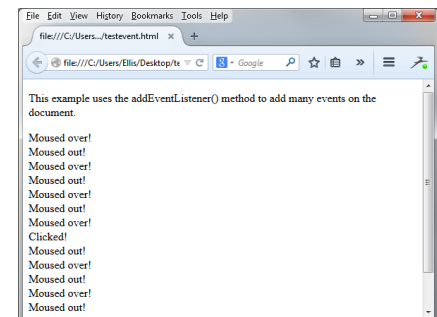 File Edit View History Bookmarks Tools Help
file:///C:/Users.../testevent.html × +
file:///C:/Users/Ellis/Desktop/te Google
This example uses the addEventListener() method to add many events on the
document.
Moused over!
Moused out!
Moused over!
Moused out!
Moused over!
Moused out!
Moused over!
Clicked!
Moused out!
Moused over!
Moused out!
Moused over!
Moused out!